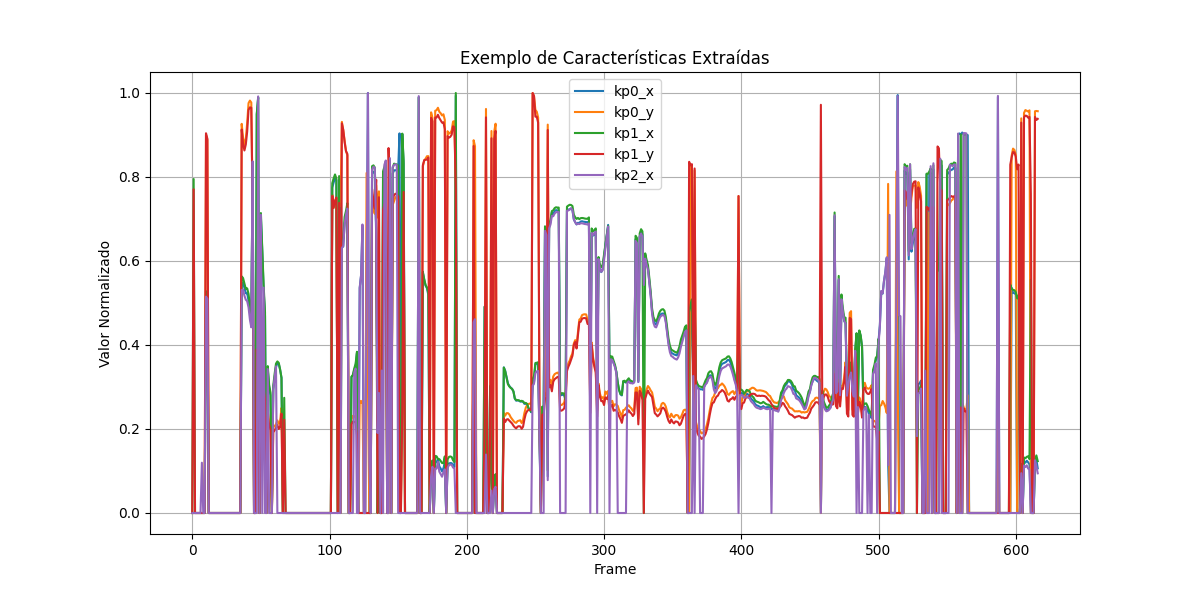 Exemplo de Características Extraídas
kp0_x
kp0_y
kp1_x
kp1_y
kp2_x
Valor Normalizado
1.0
0.8
0.6
0.4
0.2
0.0
0 100 200 300 400 500 600
Frame